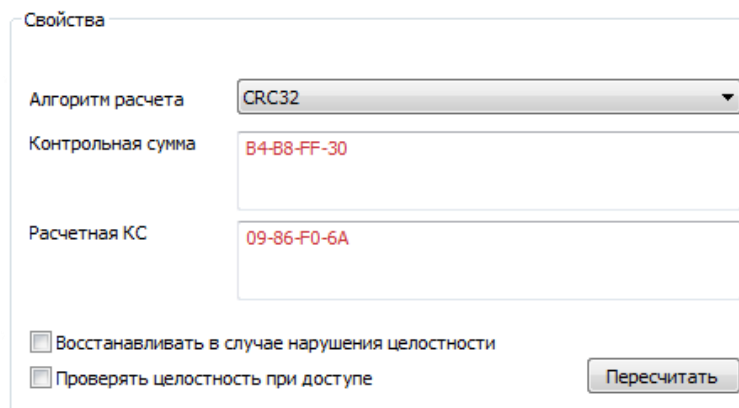 Свойства
Алгоритм расчета CRC32
Контрольная сумма B4-B8-FF-30
Расчетная КС 09-86-F0-6A
Восстанавливать в случае нарушения целостности
Проверять целостность при доступе Пересчитать